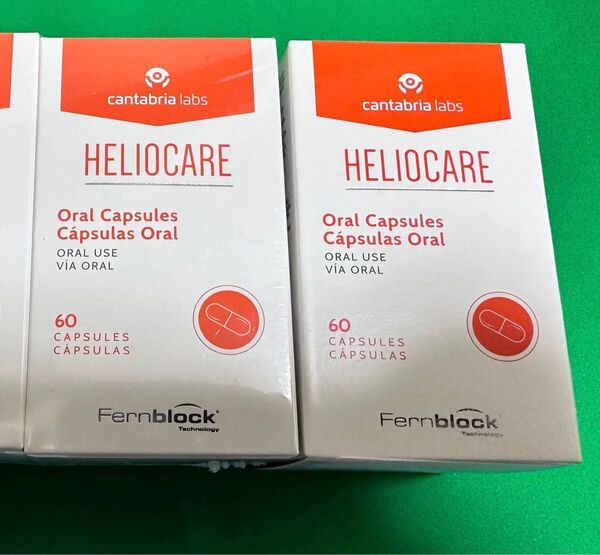 cantabria labs
HELIOCARE
Oral Capsules
Cápsulas Oral
ORAL USE
VÍA ORAL
60
CAPSULES
CÁPSULAS
Fernblock®
Technology
cantabria labs
HELIOCARE
Oral Capsules
Cápsulas Oral
ORAL USE
VÍA ORAL
60
CAPSULES
CÁPSULAS
Fernblock®
Technology